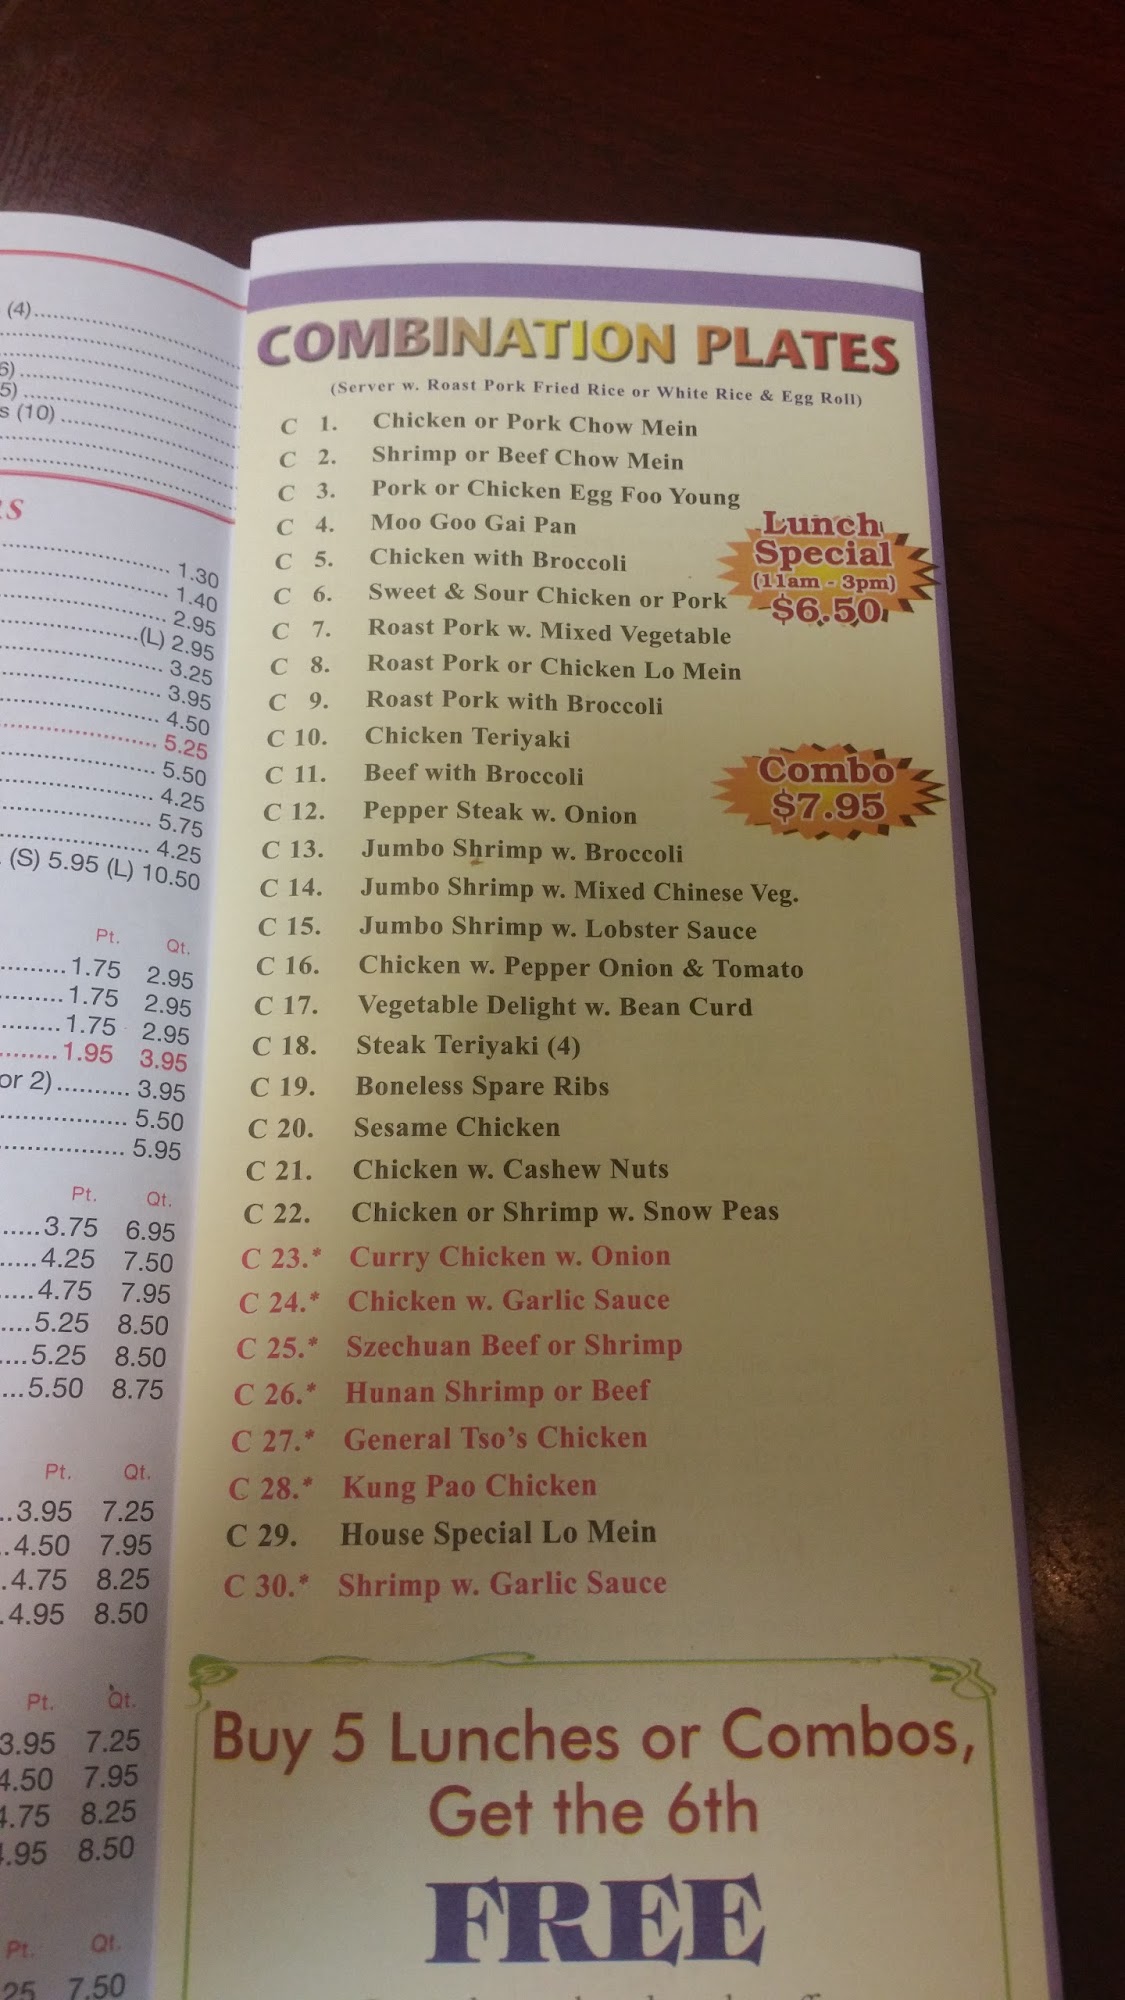 (4)
5)
s (10)
1.30
1.40
2.95
(L) 2.95
3.25
3.95
4.50
5.25
5.50
4.25
5.75
4.25
(S) 5.95 (L) 10.50
Pt. Qt.
1.75 2.95
1.75 2.95
1.75 2.95
1.95 3.95
or 2) 3.95
5.50
5.95
Pt. Qt.
3.75 6.95
4.25 7.50
4.75 7.95
5.25 8.50
5.25 8.50
5.50 8.75
Pt. Qt.
3.95 7.25
4.50 7.95
4.75 8.25
4.95 8.50
Pt. Qt.
3.95 7.25
4.50 7.95
4.75 8.25
.95 8.50
Pt. Qt.
25 7.50
COMBINATION PLATES
(Server w. Roast Pork Fried Rice or White Rice & Egg Roll)
C 1. Chicken or Pork Chow Mein
C 2. Shrimp or Beef Chow Mein
C 3. Pork or Chicken Egg Foo Young
C 4. Moo Goo Gai Pan
C 5. Chicken with Broccoli
C 6. Sweet & Sour Chicken or Pork
C 7. Roast Pork w. Mixed Vegetable
C 8. Roast Pork or Chicken Lo Mein
C 9. Roast Pork with Broccoli
C 10. Chicken Teriyaki
C 11. Beef with Broccoli
C 12. Pepper Steak w. Onion
C 13. Jumbo Shrimp w. Broccoli
C 14. Jumbo Shrimp w. Mixed Chinese Veg.
C 15. Jumbo Shrimp w. Lobster Sauce
C 16. Chicken w. Pepper Onion & Tomato
C 17. Vegetable Delight w. Bean Curd
C 18. Steak Teriyaki (4)
C 19. Boneless Spare Ribs
C 20. Sesame Chicken
C 21. Chicken w. Cashew Nuts
C 22. Chicken or Shrimp w. Snow Peas
C 23.* Curry Chicken w. Onion
C 24.* Chicken w. Garlic Sauce
C 25.* Szechuan Beef or Shrimp
C 26.* Hunan Shrimp or Beef
C 27.* General Tso's Chicken
C 28.* Kung Pao Chicken
C 29. House Special Lo Mein
C 30.* Shrimp w. Garlic Sauce
Lunch
Special
(11am - 3pm)
$6.50
Combo
$7.95
Buy 5 Lunches or Combos,
Get the 6th
FREE